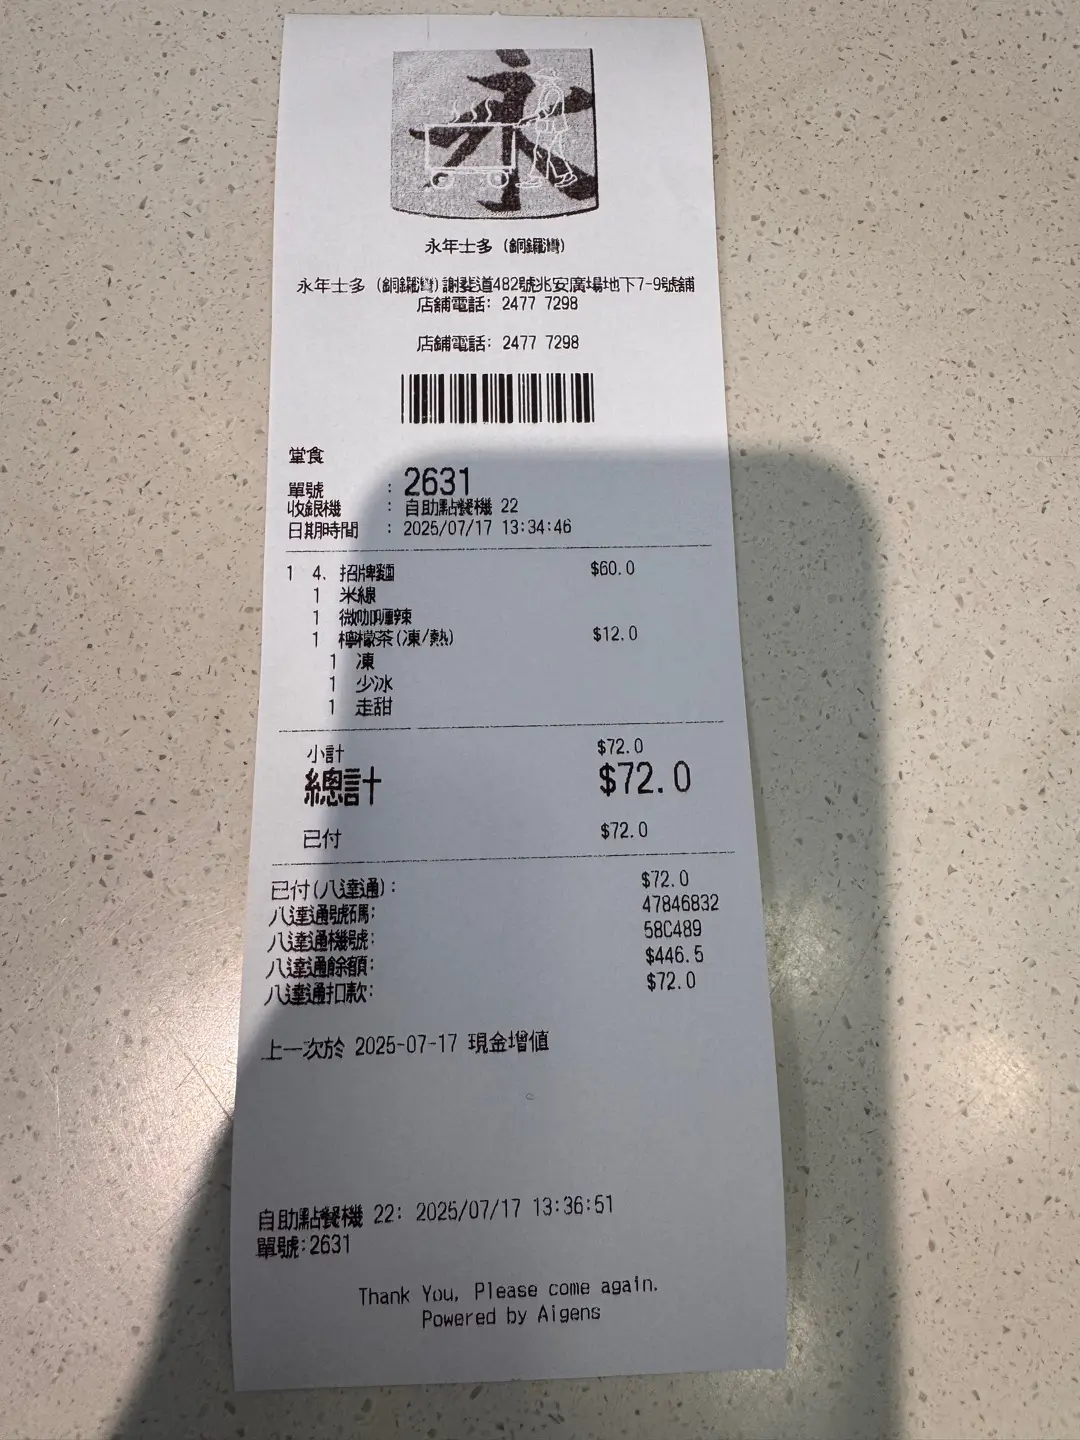 永
永年士多 (銅鑼灣)
永年士多 (銅鑼灣)謝斐道482號兆安廣場地下7-9號舖
店舖電話: 2477 7298
店鋪電話: 2477 7298
堂食
單號 : 2631
收銀機 : 自助點餐機 22
日期時間 : 2025/07/17 13:34:46
1 4. 招牌麵 $60.0
1 米線
1 微咖喱辣
1 檸檬茶(凍/熱) $12.0
1 凍
1 少冰
1 走甜
小計 $72.0
總計 $72.0
已付 $72.0
已付(八達通): $72.0
八達通號碼: 47846832
八達通機號: 58C489
八達通餘額: $446.5
八達通扣款: $72.0
上一次於 2025-07-17 現金增值
自助點餐機 22: 2025/07/17 13:36:51
單號:2631
Thank You, Please come again.
Powered by Aigens